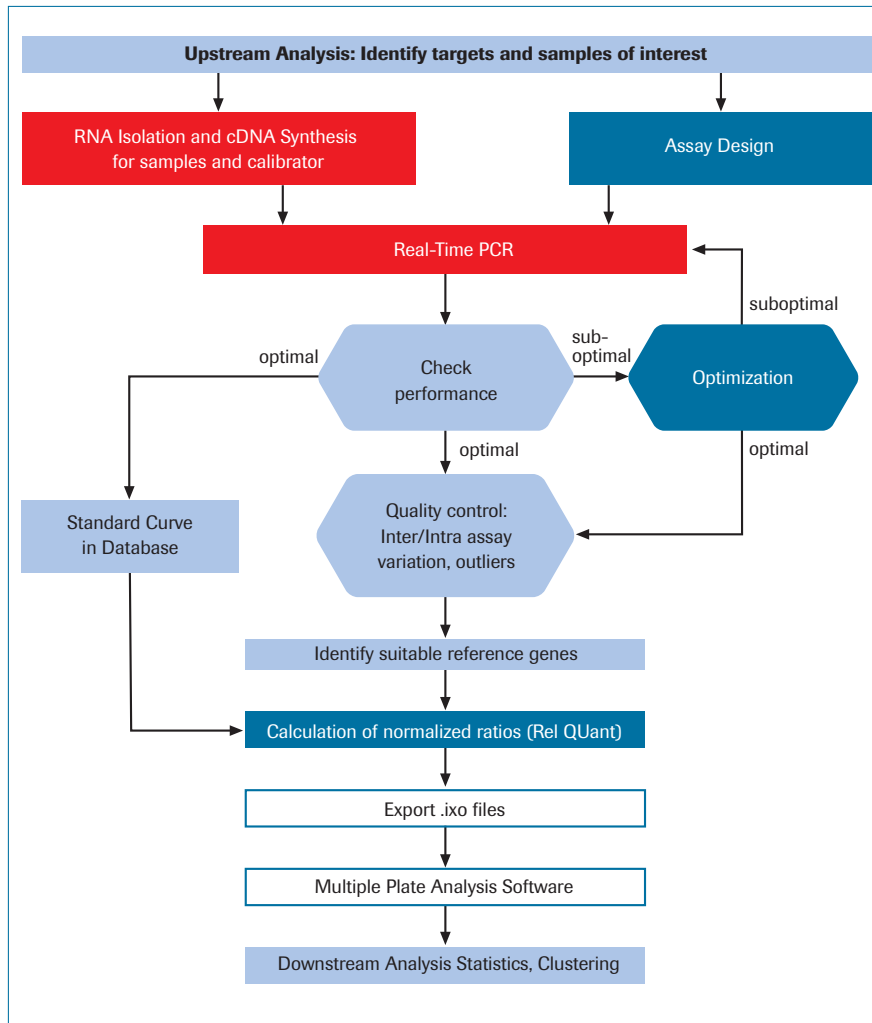 Upstream Analysis: Identify targets and samples of interest
RNA Isolation and cDNA Synthesis
for samples and calibrator
Assay Design
Real-Time PCR
suboptimal
optimal
sub-
optimal
Check
performance
Optimization
optimal
optimal
Standard Curve
in Database
Quality control:
Inter/Intra assay
variation, outliers
Identify suitable reference genes
Calculation of normalized ratios (Rel QUant)
Export .ixo files
Multiple Plate Analysis Software
Downstream Analysis Statistics, Clustering